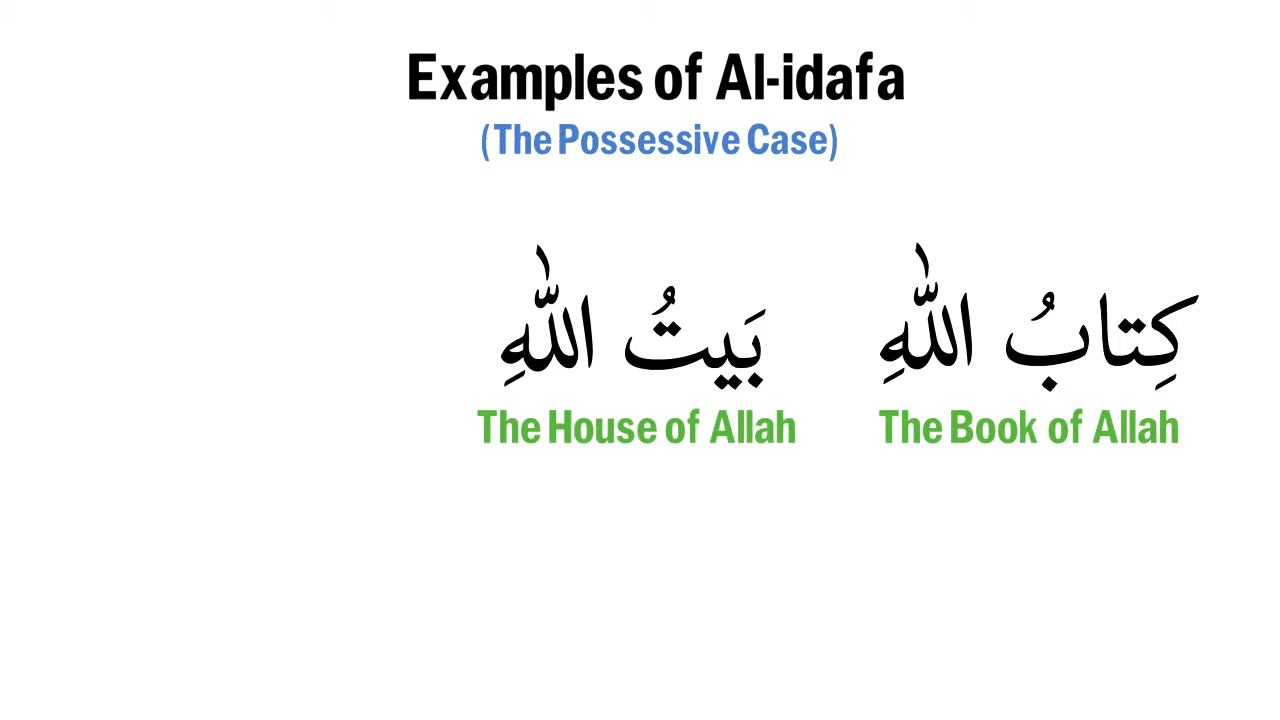 Examples of Al-idafa
(The Possessive Case)
كِتابُ اللّٰهِ
بَيتُ اللّٰهِ
The Book of Allah
The House of Allah